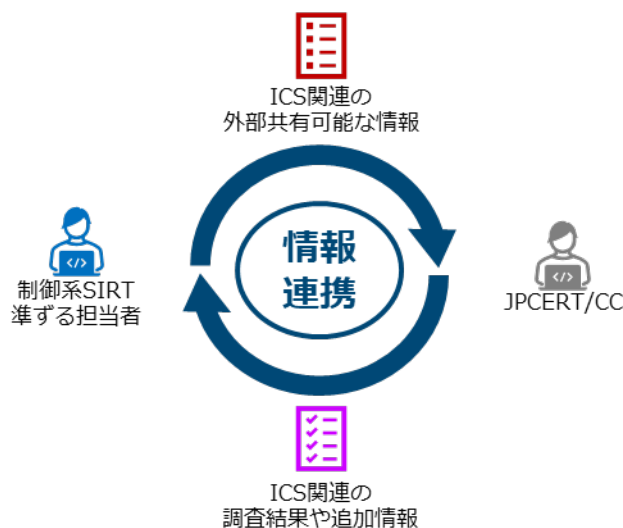 ICS関連の
外部共有可能な情報
情報
連携
制御系SIRT
準ずる担当者
JPCERT/CC
ICS関連の
調査結果や追加情報